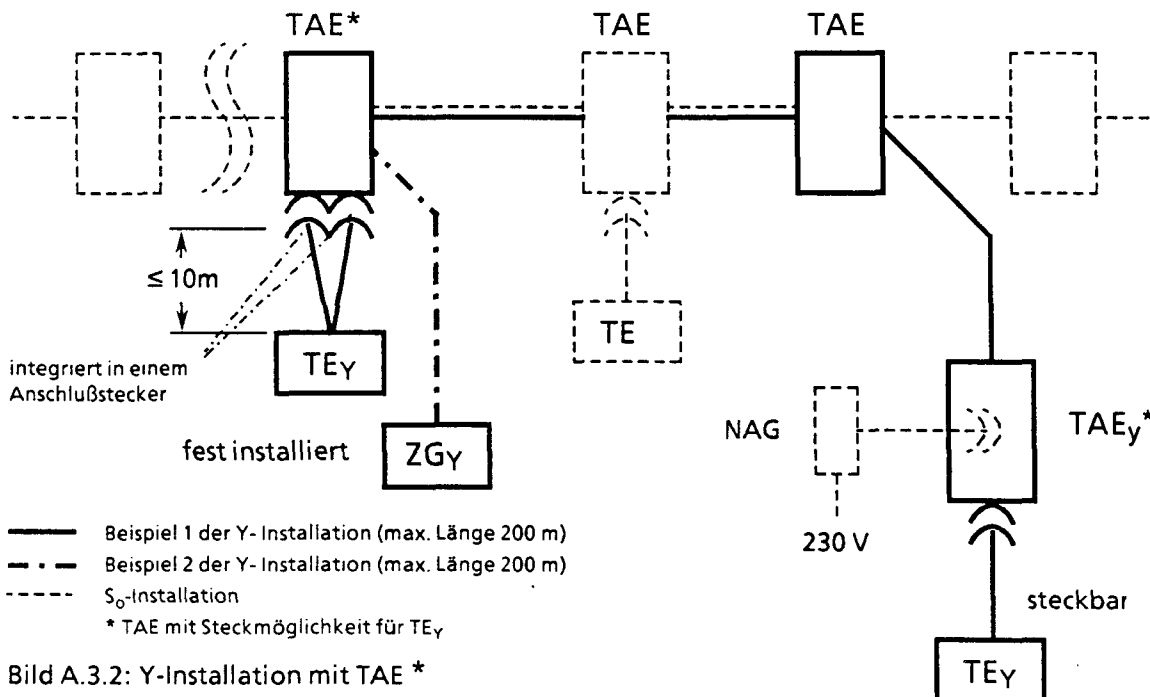 TAE*
TAE
TAE
≤ 10m
integriert in einem
Anschlußstecker
TEY
TE
fest installiert
ZGY
NAG
TAEy*
230 V
steckbar
TEY
Beispiel 1 der Y- Installation (max. Länge 200 m)
Beispiel 2 der Y- Installation (max. Länge 200 m)
So-Installation
* TAE mit Steckmöglichkeit für TEY
Bild A.3.2: Y-Installation mit TAE *